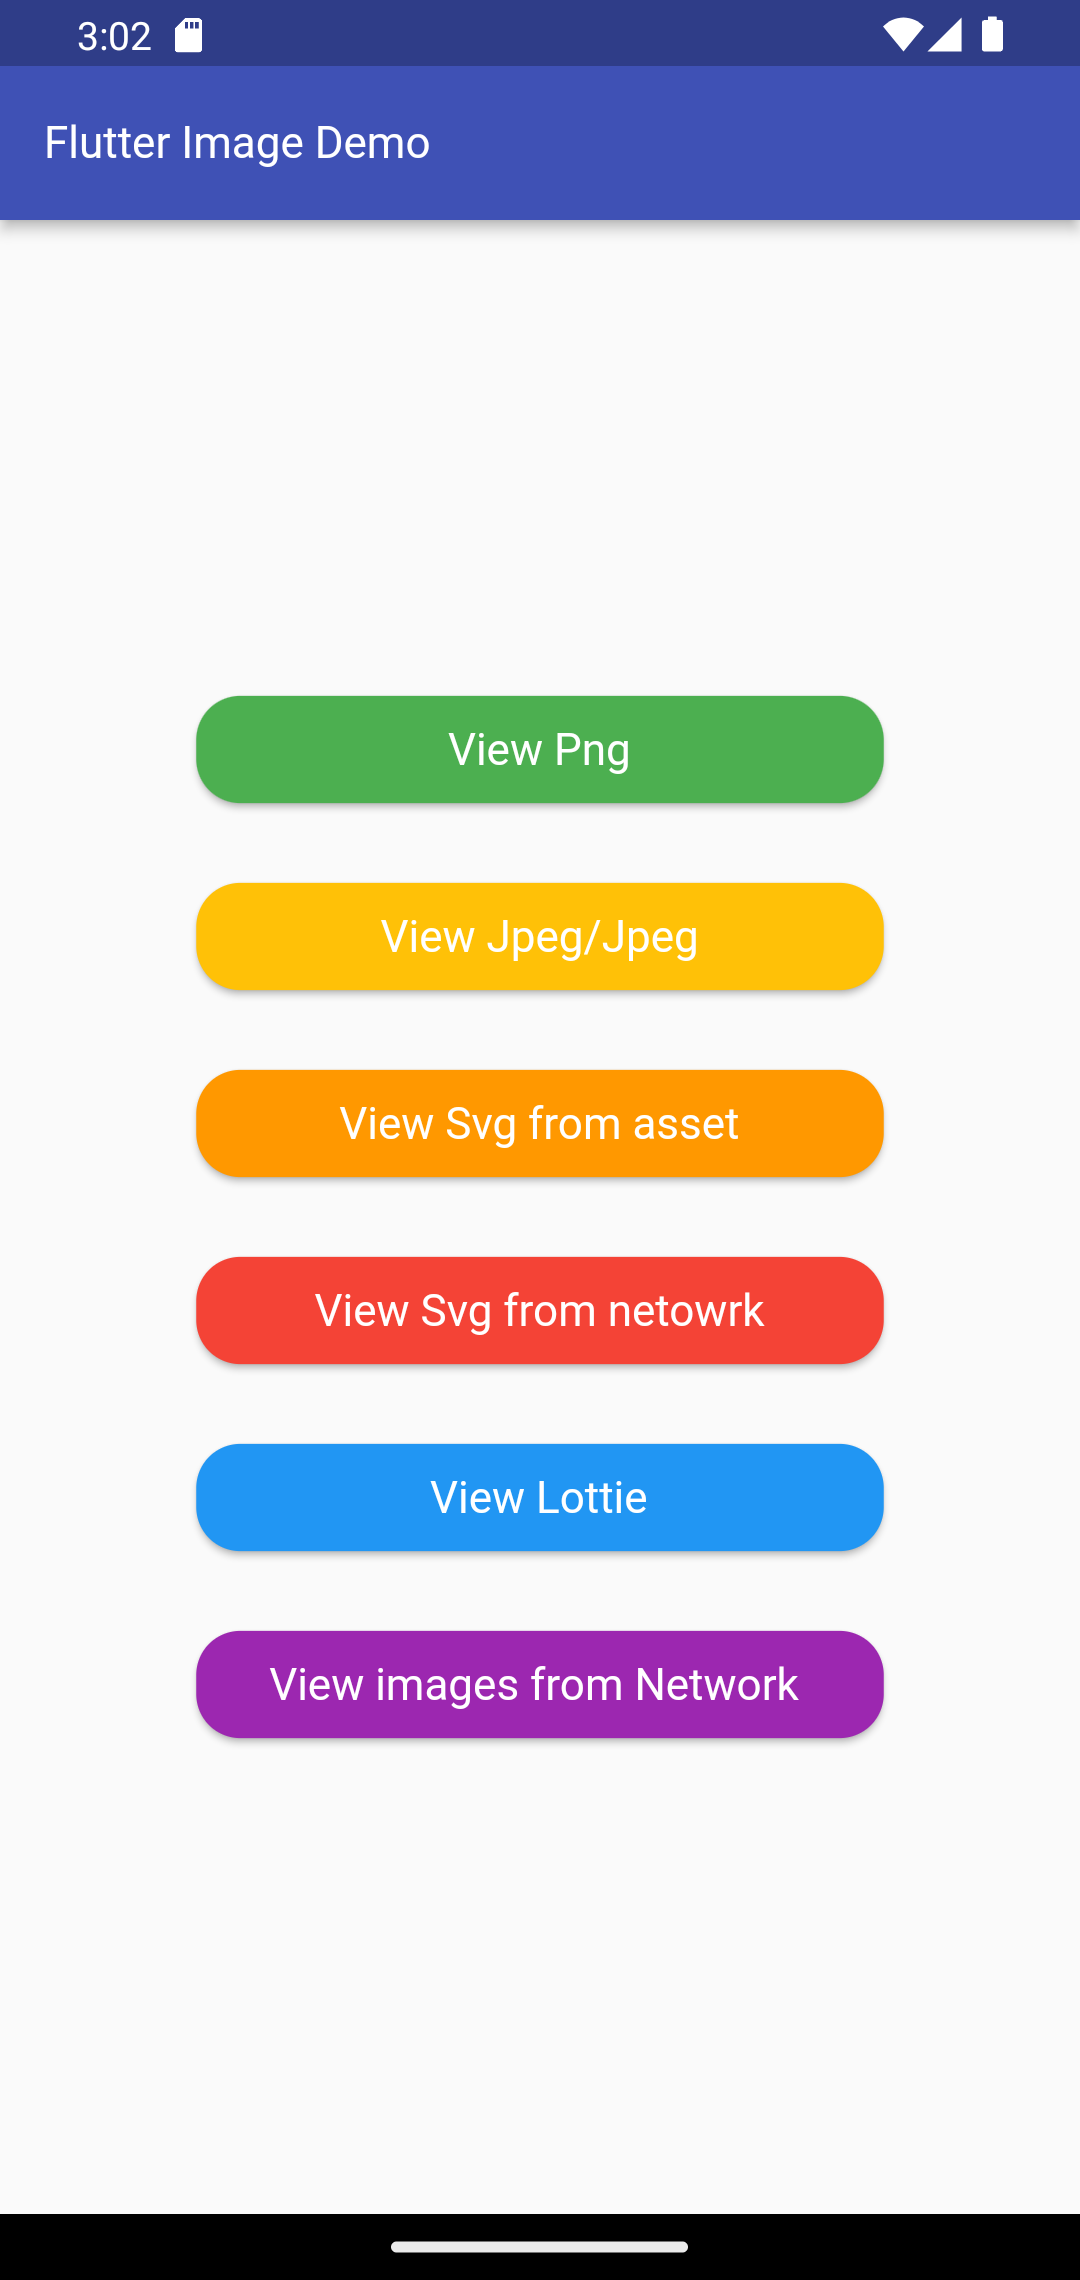 3:02
Flutter Image Demo
View Png
View Jpeg/Jpeg
View Svg from asset
View Svg from netowrk
View Lottie
View images from Network